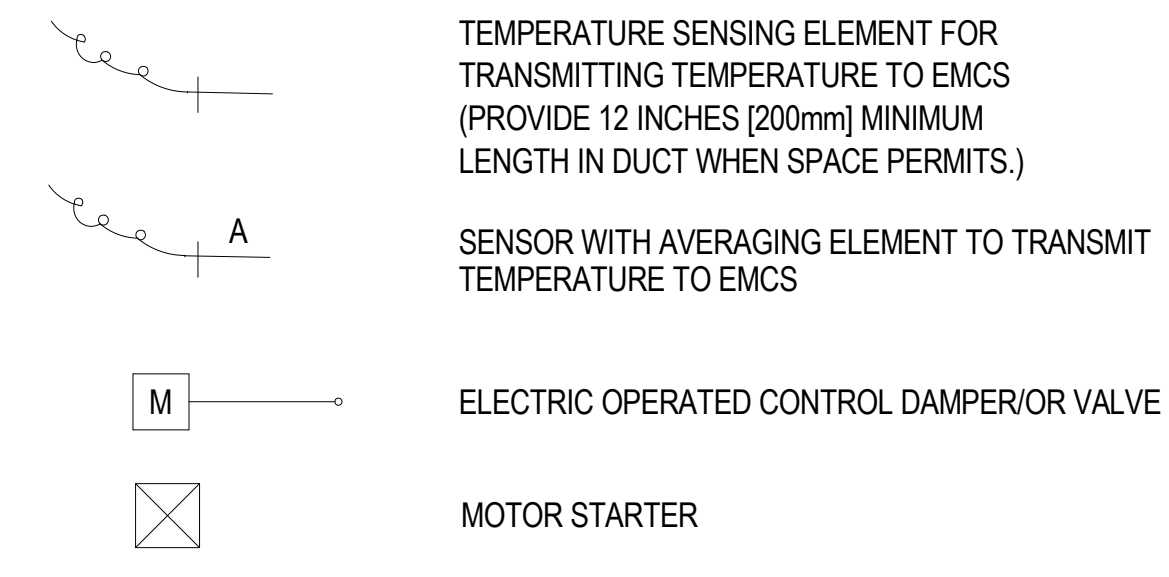 TEMPERATURE SENSING ELEMENT FOR
TRANSMITTING TEMPERATURE TO EMCS
(PROVIDE 12 INCHES [200mm] MINIMUM
LENGTH IN DUCT WHEN SPACE PERMITS.)
A
SENSOR WITH AVERAGING ELEMENT TO TRANSMIT
TEMPERATURE TO EMCS
M
ELECTRIC OPERATED CONTROL DAMPER/OR VALVE
MOTOR STARTER